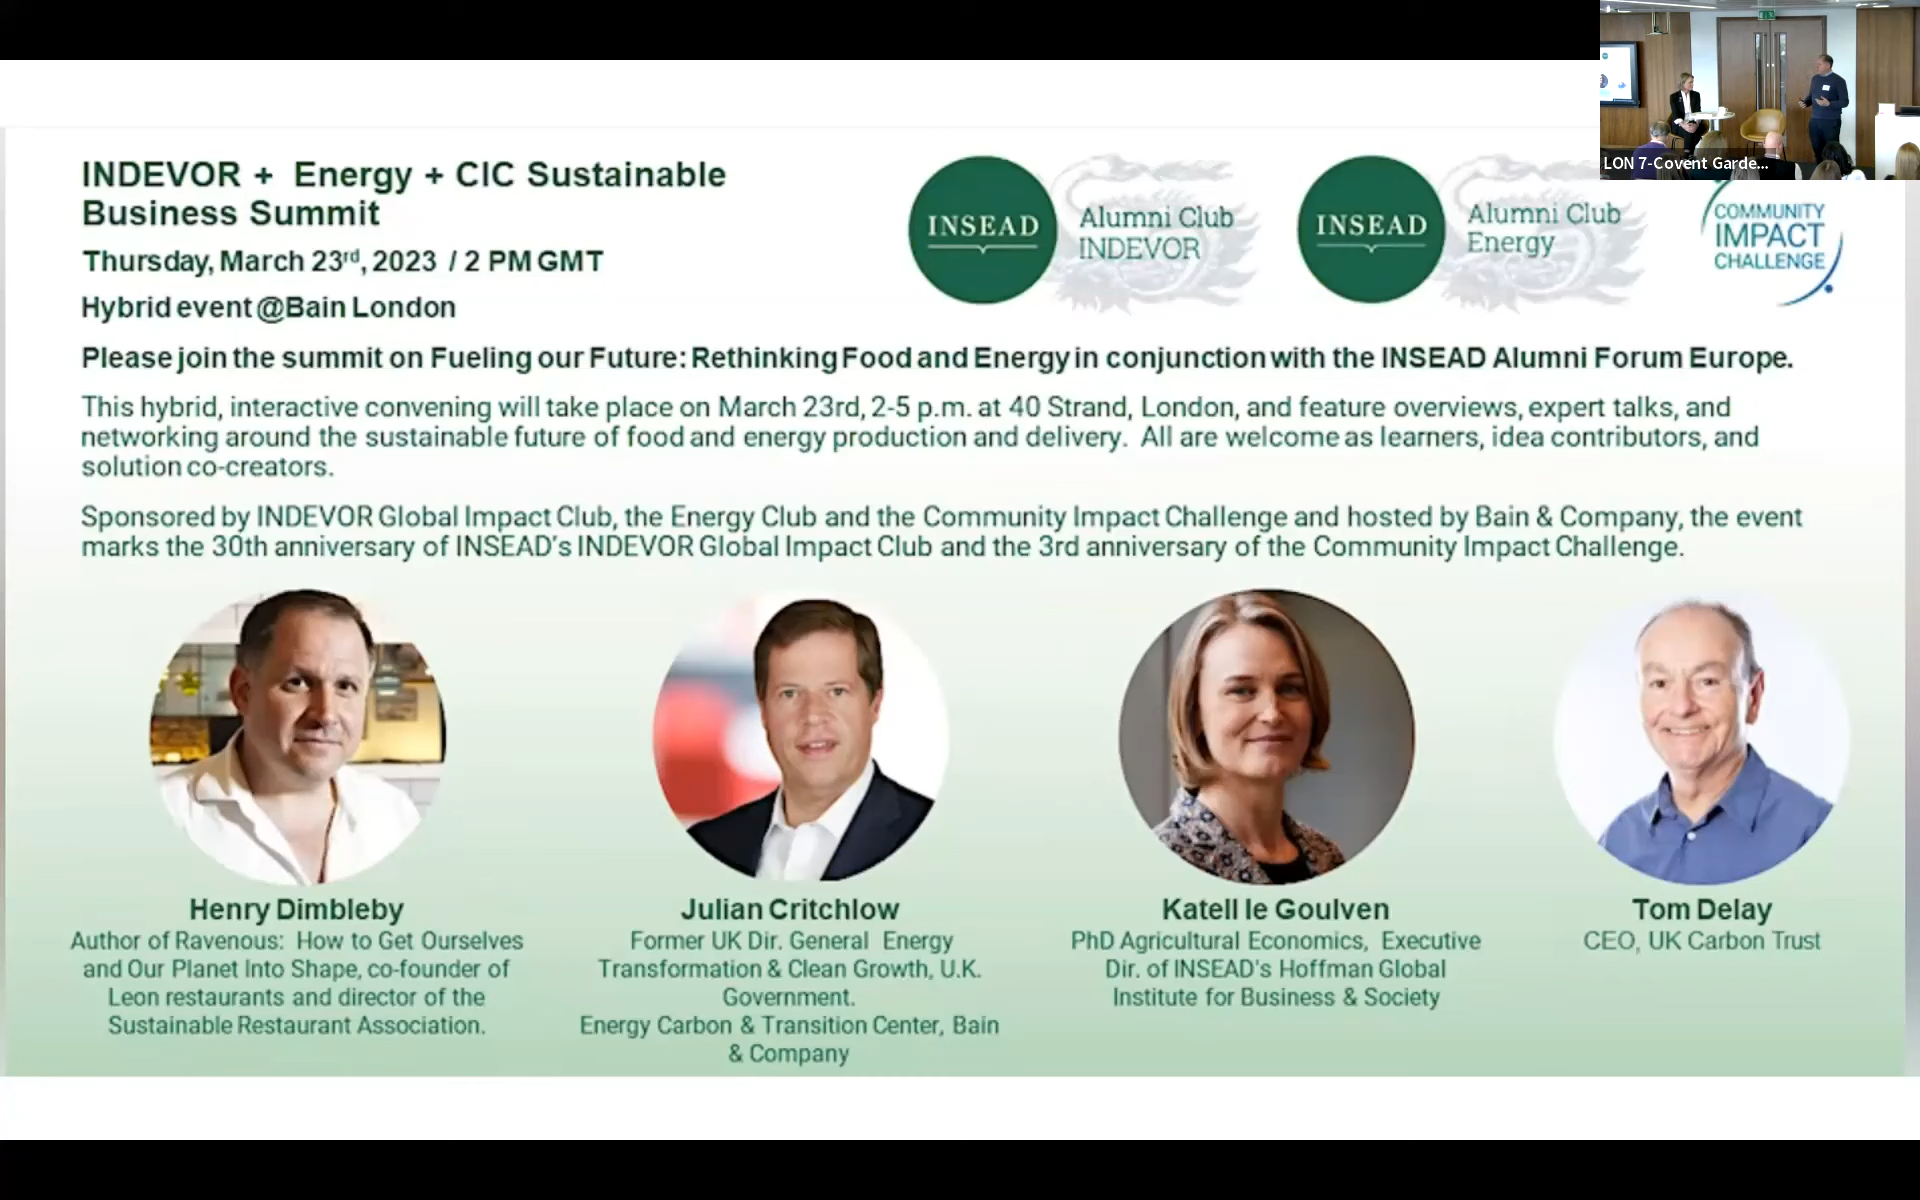 LON 7-Covent Garde...
INDEVOR + Energy + CIC Sustainable
Business Summit
Thursday, March 23rd, 2023 / 2 PM GMT
Hybrid event @Bain London
INSEAD
Alumni Club
INDEVOR
INSEAD
Alumni Club
Energy
COMMUNITY
IMPACT
CHALLENGE
Please join the summit on Fueling our Future: Rethinking Food and Energy in conjunction with the INSEAD Alumni Forum Europe.
This hybrid, interactive convening will take place on March 23rd, 2-5 p.m. at 40 Strand, London, and feature overviews, expert talks, and
networking around the sustainable future of food and energy production and delivery. All are welcome as learners, idea contributors, and
solution co-creators.
Sponsored by INDEVOR Global Impact Club, the Energy Club and the Community Impact Challenge and hosted by Bain & Company, the event
marks the 30th anniversary of INSEAD's INDEVOR Global Impact Club and the 3rd anniversary of the Community Impact Challenge.
Henry Dimbleby
Author of Ravenous: How to Get Ourselves
and Our Planet Into Shape, co-founder of
Leon restaurants and director of the
Sustainable Restaurant Association.
Julian Critchlow
Former UK Dir. General Energy
Transformation & Clean Growth, U.K.
Government.
Energy Carbon & Transition Center, Bain
& Company
Katell le Goulven
PhD Agricultural Economics, Executive
Dir. of INSEAD's Hoffman Global
Institute for Business & Society
Tom Delay
CEO, UK Carbon Trust